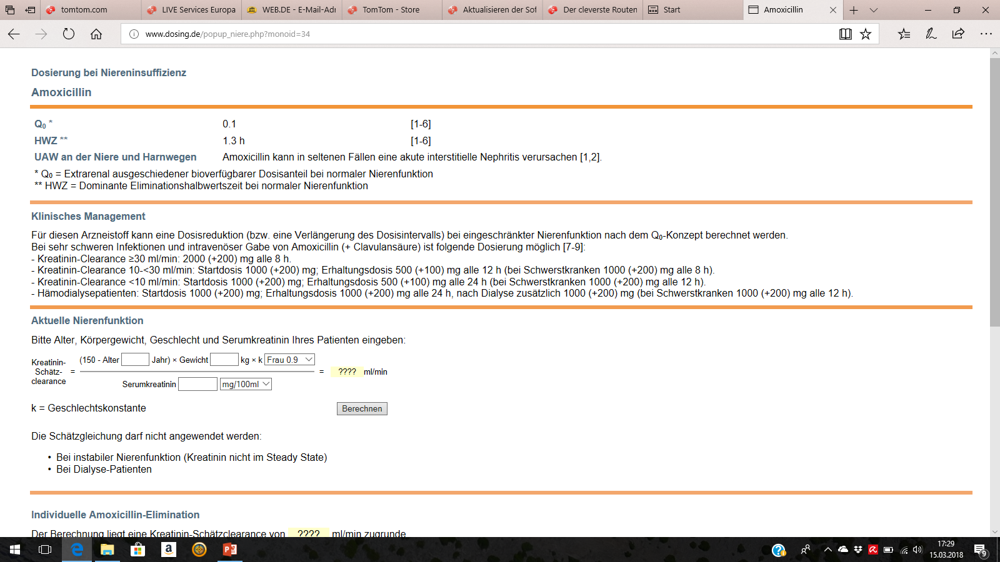 tomtom.com
LIVE Services Europa
WEB.DE - E-Mail-Adr
TomTom - Store
Aktualisieren der Sof
Der cleverste Routen
Start
Amoxicillin
www.dosing.de/popup_niere.php?monoid=34
Dosierung bei Niereninsuffizienz
Amoxicillin
Q₀ * 0.1 [1-6]
HWZ ** 1.3 h [1-6]
UAW an der Niere und Harnwegen Amoxicillin kann in seltenen Fällen eine akute interstitielle Nephritis verursachen [1,2].
* Q₀ = Extrarenal ausgeschiedener bioverfügbarer Dosisanteil bei normaler Nierenfunktion
** HWZ = Dominante Eliminationshalbwertszeit bei normaler Nierenfunktion
Klinisches Management
Für diesen Arzneistoff kann eine Dosisreduktion (bzw. eine Verlängerung des Dosisintervalls) bei eingeschränkter Nierenfunktion nach dem Q₀-Konzept berechnet werden.
Bei sehr schweren Infektionen und intravenöser Gabe von Amoxicillin (+ Clavulansäure) ist folgende Dosierung möglich [7-9]:
- Kreatinin-Clearance ≥30 ml/min: 2000 (+200) mg alle 8 h.
- Kreatinin-Clearance 10-<30 ml/min: Startdosis 1000 (+200) mg; Erhaltungsdosis 500 (+100) mg alle 12 h (bei Schwerstkranken 1000 (+200) mg alle 8 h).
- Kreatinin-Clearance <10 ml/min: Startdosis 1000 (+200) mg; Erhaltungsdosis 500 (+100) mg alle 24 h (bei Schwerstkranken 1000 (+200) mg alle 12 h).
- Hämodialysepatienten: Startdosis 1000 (+200) mg; Erhaltungsdosis 1000 (+200) mg alle 24 h, nach Dialyse zusätzlich 1000 (+200) mg (bei Schwerstkranken 1000 (+200) mg alle 12 h).
Aktuelle Nierenfunktion
Bitte Alter, Körpergewicht, Geschlecht und Serumkreatinin Ihres Patienten eingeben:
Kreatinin-
Schätz-
clearance
=
(150 - Alter Jahr) × Gewicht kg × k Frau 0.9
Serumkreatinin mg/100ml
= ???? ml/min
k = Geschlechtskonstante
Berechnen
Die Schätzgleichung darf nicht angewendet werden:
• Bei instabiler Nierenfunktion (Kreatinin nicht im Steady State)
• Bei Dialyse-Patienten
Individuelle Amoxicillin-Elimination
Der Berechnung liegt eine Kreatinin-Schätzclearance von ???? ml/min zugrunde
17:29
15.03.2018
9